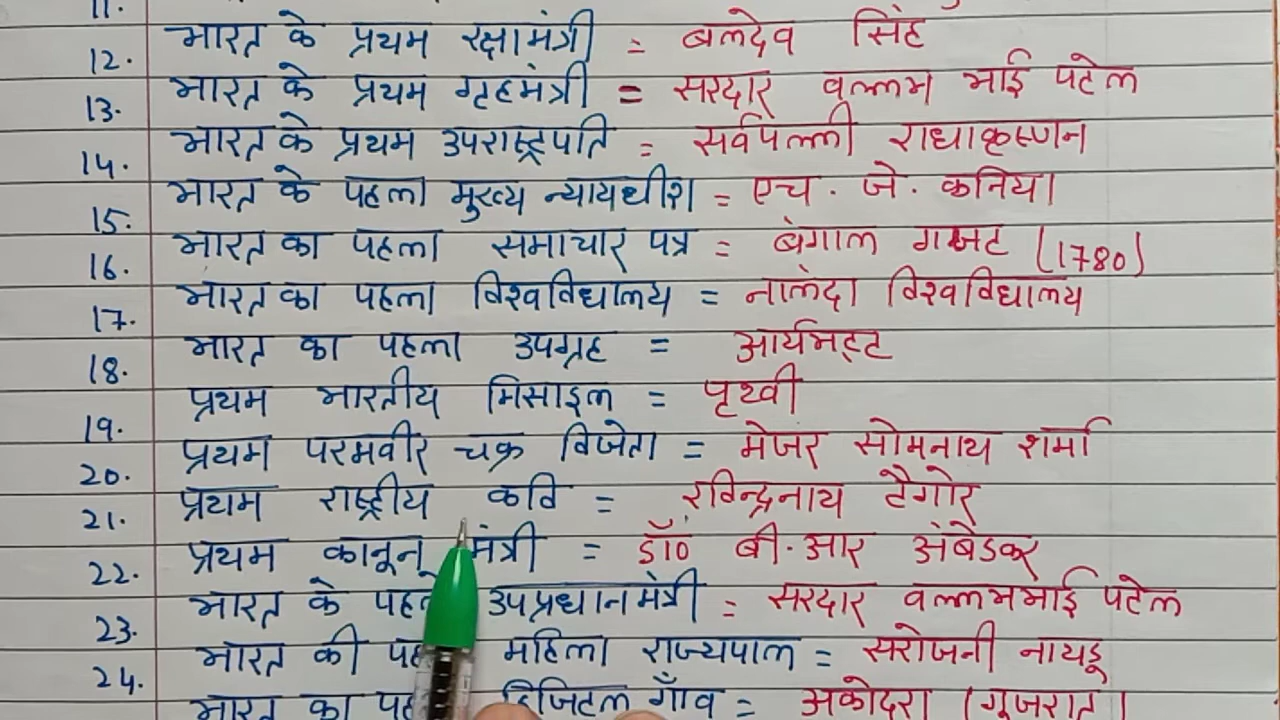 11.
12. भारत के प्रथम रक्षामंत्री = बलदेव सिंह
13. भारत के प्रथम गृहमंत्री = सरदार वल्लभ भाई पटेल
14. भारत के प्रथम उपराष्ट्रपति = सर्वपल्ली राधाकृष्णन
15. भारत के पहला मुख्य न्यायधीश = एच. जे. कनिया
16. भारत का पहला समाचार पत्र = बंगाल गजट (1780)
17. भारत का पहला विश्वविद्यालय = नालंदा विश्वविद्यालय
18. भारत का पहला उपग्रह = आर्यभट्ट
19. प्रथम भारतीय मिसाइल = पृथ्वी
20. प्रथम परमवीर चक्र विजेता = मेजर सोमनाथ शर्मा
21. प्रथम राष्ट्रीय कवि = रविन्द्रनाथ टैगोर
22. प्रथम कानून मंत्री = डॉ० बी.आर अंबेडकर
23. भारत के पहले उपप्रधानमंत्री = सरदार वल्लभभाई पटेल
24. भारत की महिला राज्यपाल = सरोजनी नायडू
भारत का डिजिटल गाँव = अकोदरा (गुजरात)